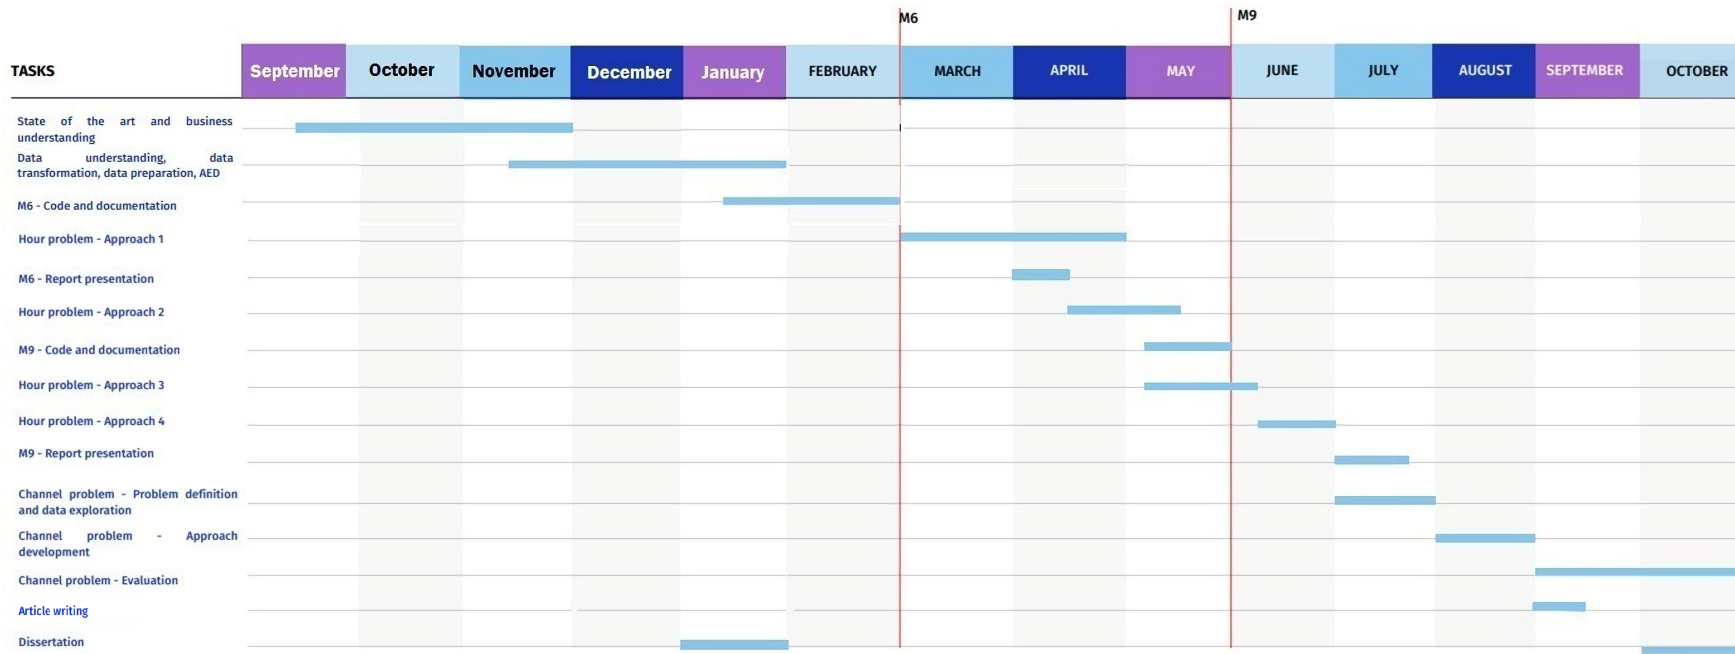 M6
M9
TASKS
September October November December January FEBRUARY MARCH APRIL MAY JUNE JULY AUGUST SEPTEMBER OCTOBER
State of the art and business
understanding
Data understanding, data
transformation, data preparation, AED
M6 - Code and documentation
Hour problem - Approach 1
M6 - Report presentation
Hour problem - Approach 2
M9 - Code and documentation
Hour problem - Approach 3
Hour problem - Approach 4
M9 - Report presentation
Channel problem - Problem definition
and data exploration
Channel problem - Approach
development
Channel problem - Evaluation
Article writing
Dissertation